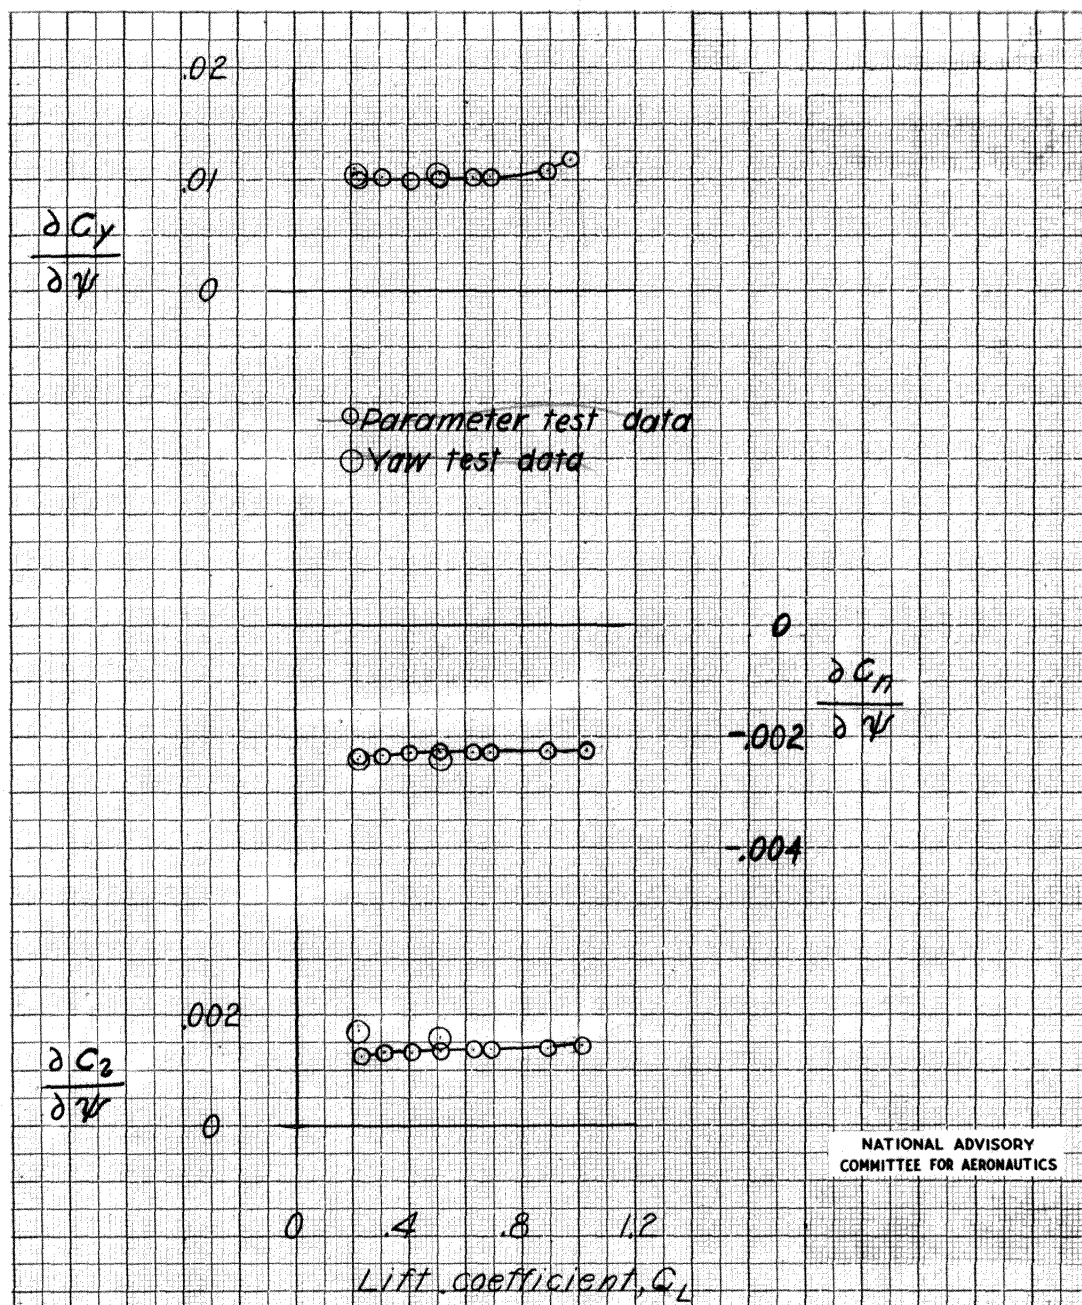 .02
.01
∂Cy
∂ψ
0
Parameter test data
Yaw test data
0
∂Cn
∂ψ
-.002
-.004
.002
∂C2
∂ψ
0
NATIONAL ADVISORY
COMMITTEE FOR AERONAUTICS
0 .4 .8 1.2
Lift coefficient, CL